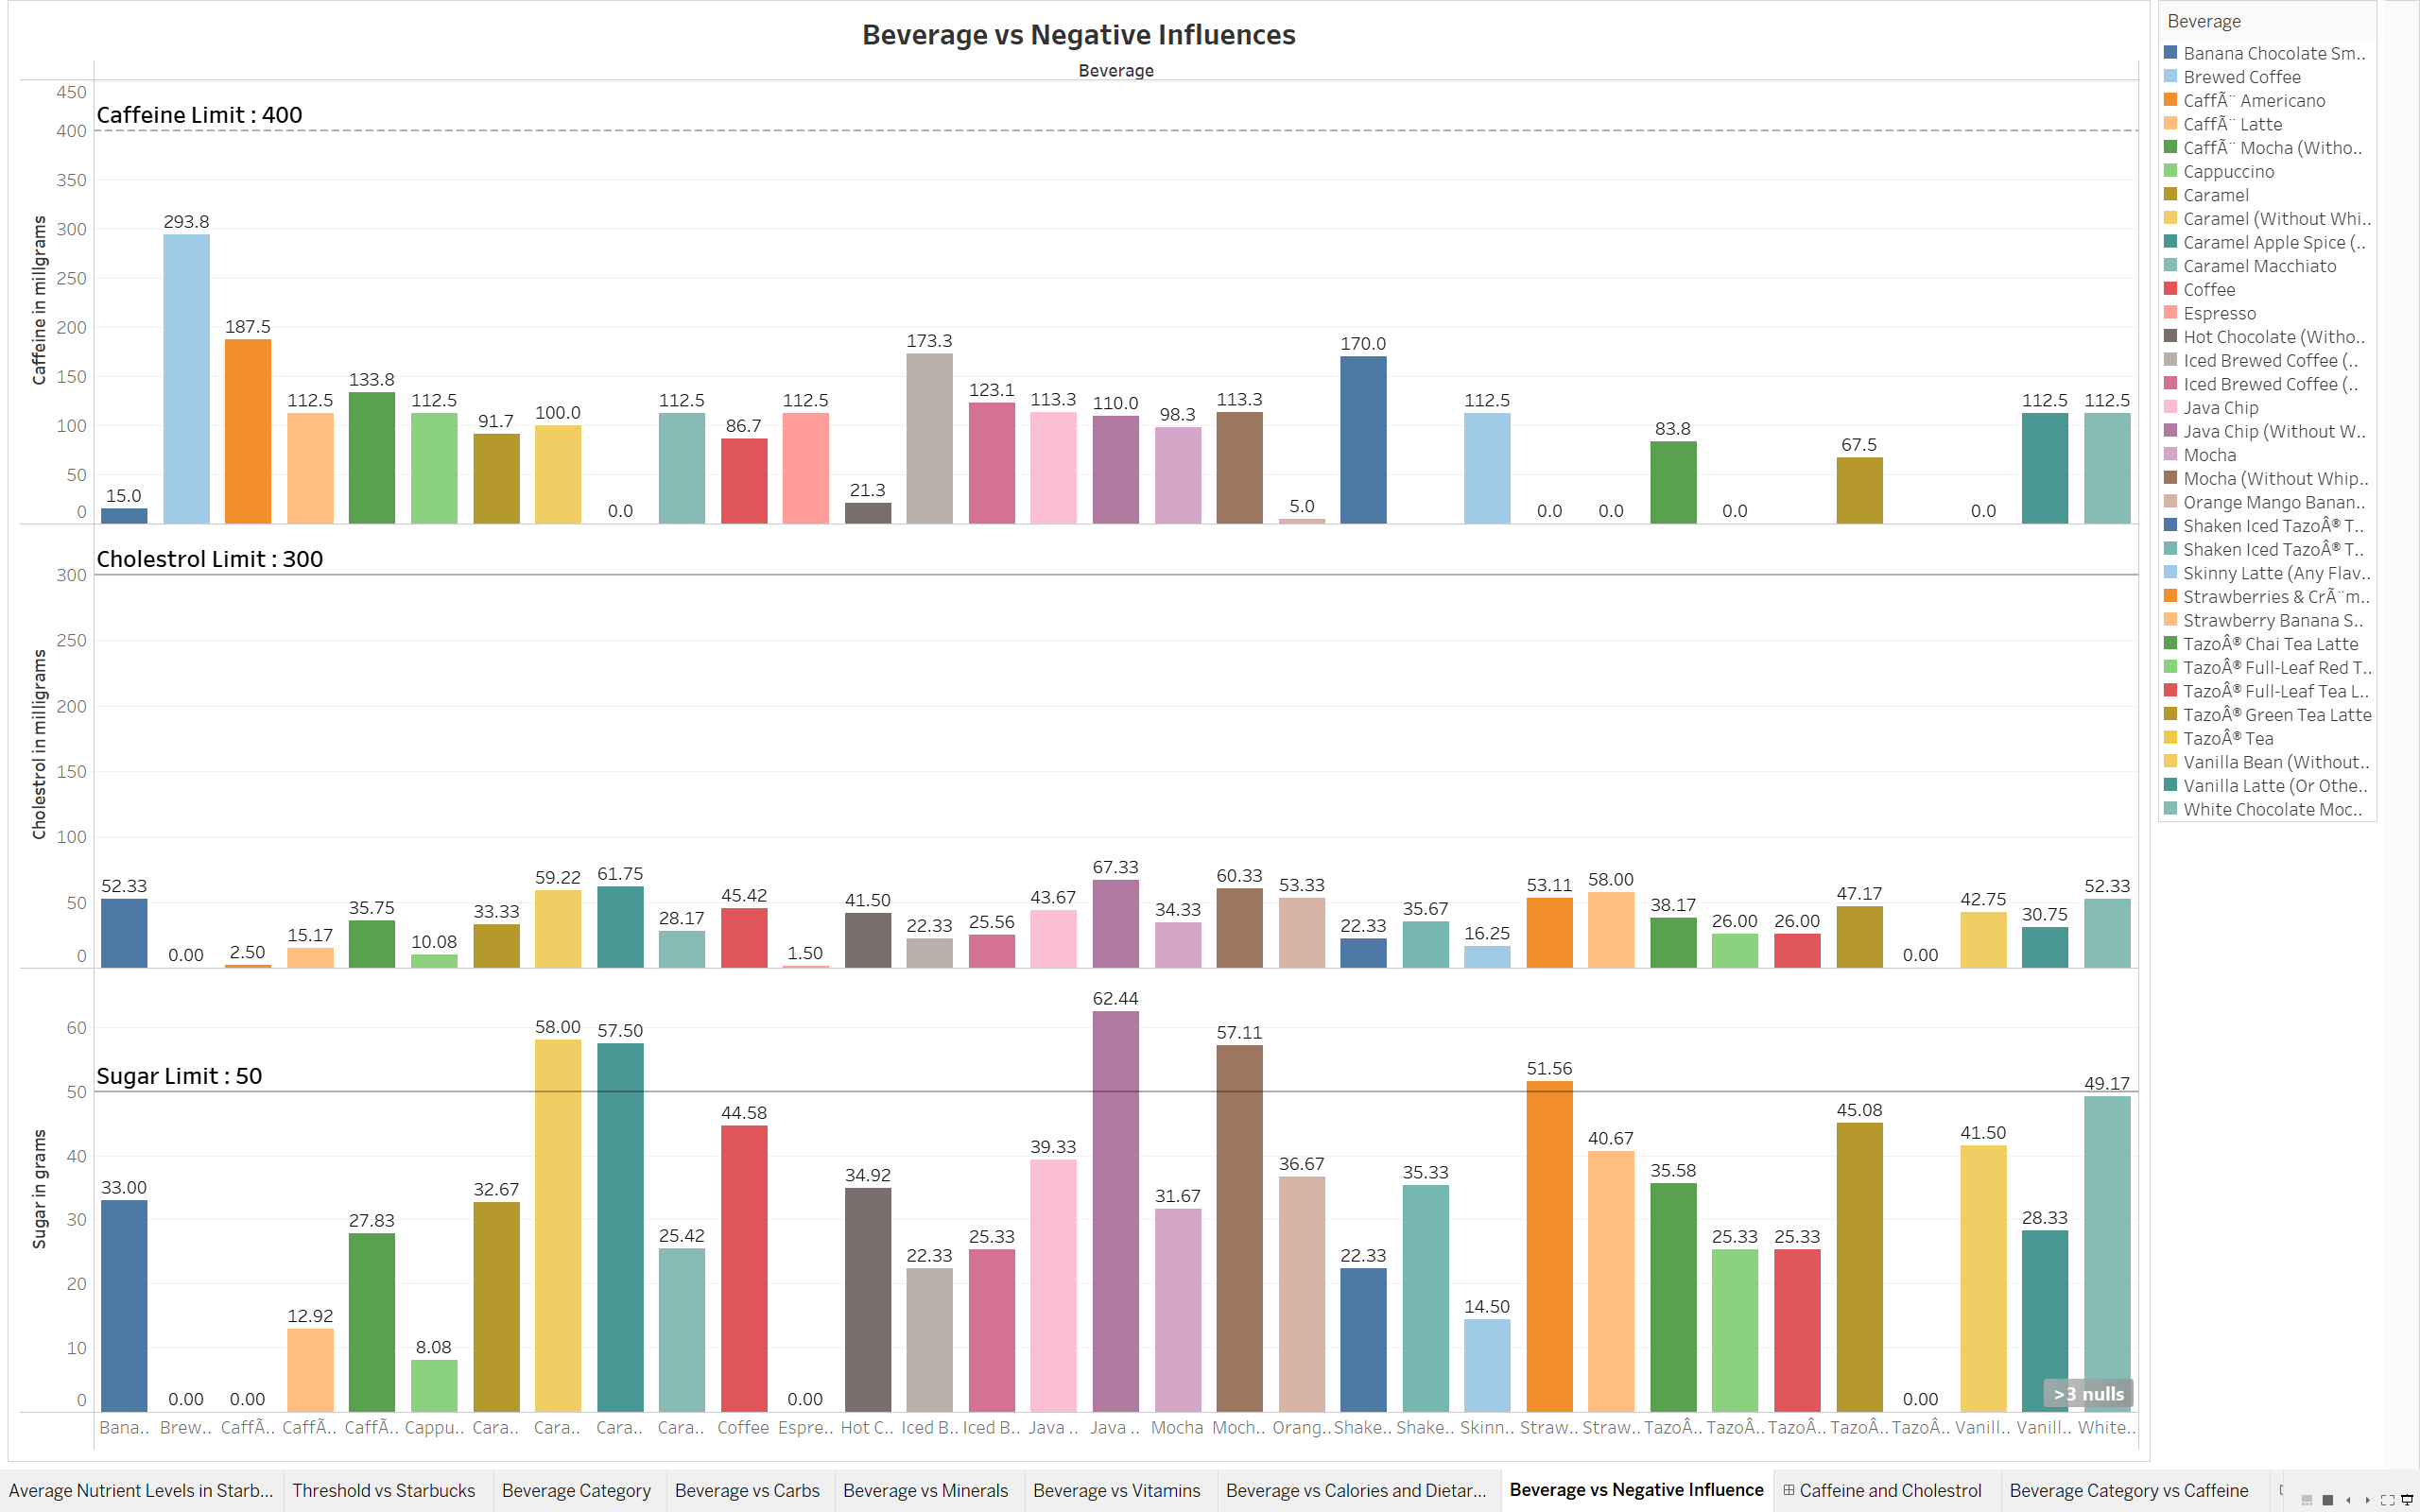 Beverage vs Negative Influences
Beverage
450
Caffeine Limit : 400
400
350
300
250
200
150
100
50
0
Caffeine in millgrams
15.0
293.8
187.5
112.5
133.8
112.5
91.7
100.0
0.0
112.5
86.7
112.5
21.3
173.3
123.1
113.3
110.0
98.3
113.3
5.0
170.0
112.5
0.0
0.0
83.8
0.0
67.5
0.0
112.5
112.5
Cholestrol Limit : 300
300
250
200
150
100
50
0
Cholestrol in milligrams
52.33
0.00
2.50
15.17
35.75
10.08
33.33
59.22
61.75
28.17
45.42
1.50
41.50
22.33
25.56
43.67
67.33
34.33
60.33
53.33
22.33
35.67
16.25
53.11
58.00
38.17
26.00
26.00
47.17
0.00
42.75
30.75
52.33
60
Sugar Limit : 50
50
40
30
20
10
0
Sugar in grams
33.00
0.00
0.00
12.92
27.83
8.08
32.67
58.00
57.50
25.42
44.58
0.00
34.92
22.33
25.33
39.33
62.44
31.67
57.11
36.67
22.33
35.33
14.50
51.56
40.67
35.58
25.33
25.33
45.08
0.00
41.50
28.33
49.17
>3 nulls
Bana..
Brew..
CaffÃ..
CaffÃ..
CaffÃ..
Cappu..
Cara..
Cara..
Cara..
Cara..
Coffee
Espre..
Hot C..
Iced B..
Iced B..
Java ..
Java ..
Mocha
Moch..
Orang..
Shake..
Shake..
Skinn..
Straw..
Straw..
TazoÂ..
TazoÂ..
TazoÂ..
TazoÂ..
TazoÂ..
Vanill..
Vanill..
White..
Beverage
Banana Chocolate Sm..
Brewed Coffee
CaffÃ¨ Americano
CaffÃ¨ Latte
CaffÃ¨ Mocha (Witho..
Cappuccino
Caramel
Caramel (Without Whi..
Caramel Apple Spice (..
Caramel Macchiato
Coffee
Espresso
Hot Chocolate (Witho..
Iced Brewed Coffee (..
Iced Brewed Coffee (..
Java Chip
Java Chip (Without W..
Mocha
Mocha (Without Whip..
Orange Mango Banan..
Shaken Iced TazoÂ® T..
Shaken Iced TazoÂ® T..
Skinny Latte (Any Flav..
Strawberries & CrÃ¨m..
Strawberry Banana S..
TazoÂ® Chai Tea Latte
TazoÂ® Full-Leaf Red T..
TazoÂ® Full-Leaf Tea L..
TazoÂ® Green Tea Latte
TazoÂ® Tea
Vanilla Bean (Without..
Vanilla Latte (Or Othe..
White Chocolate Moc..
Average Nutrient Levels in Starb...
Threshold vs Starbucks
Beverage Category
Beverage vs Carbs
Beverage vs Minerals
Beverage vs Vitamins
Beverage vs Calories and Dietar...
Beverage vs Negative Influence
Caffeine and Cholestrol
Beverage Category vs Caffeine